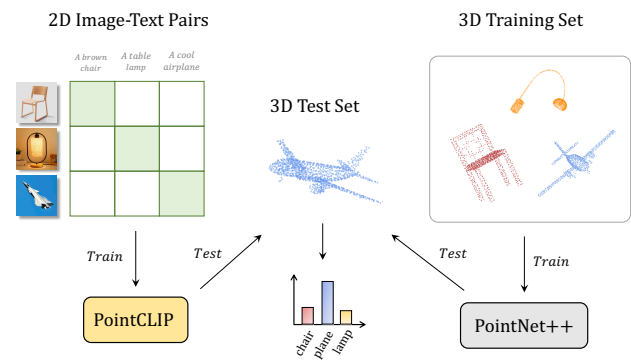 2D Image-Text Pairs
3D Training Set
A brown
chair
A table
lamp
A cool
airplane
3D Test Set
Train
Test
Test
Train
PointCLIP
chair
plane
lamp
PointNet++